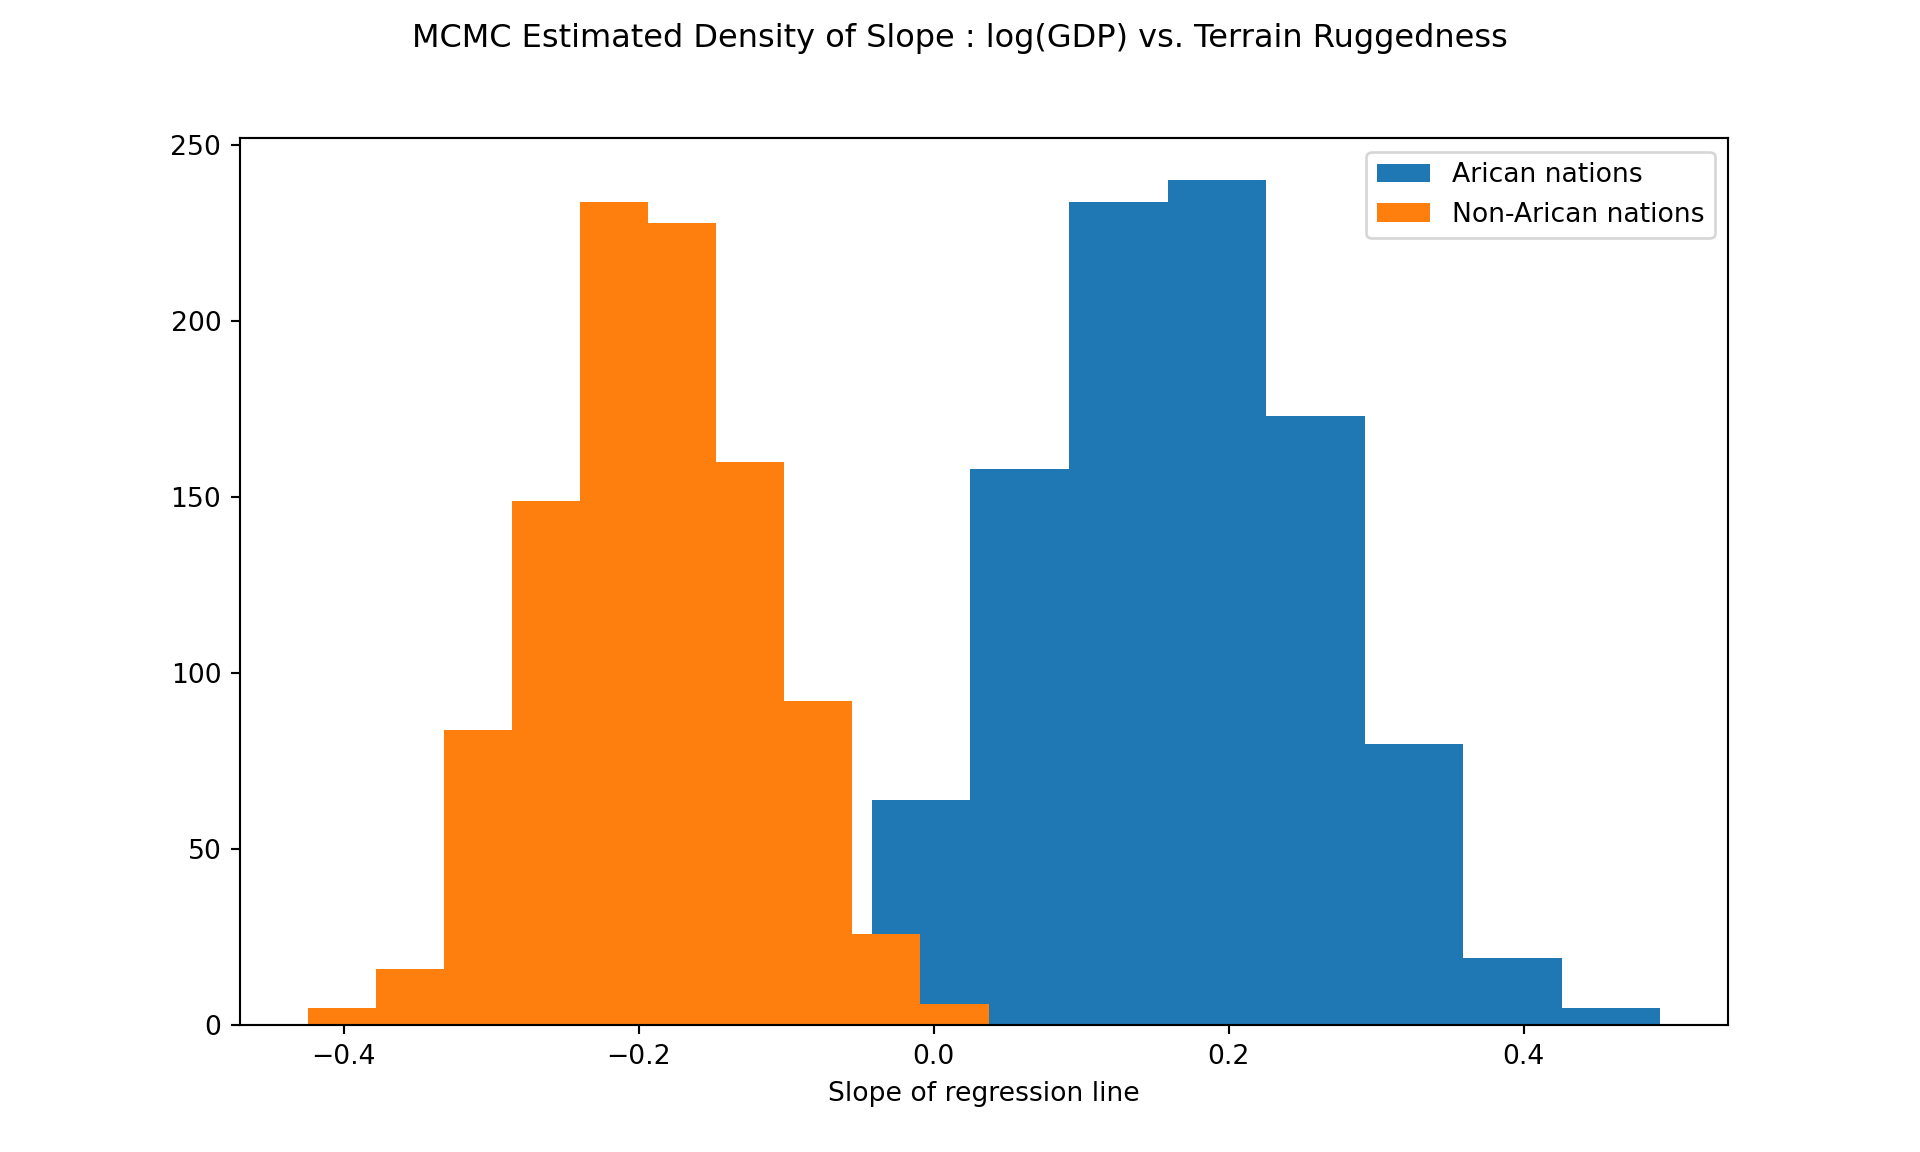 MCMC Estimated Density of Slope : log(GDP) vs. Terrain Ruggedness
250
200
150
100
50
0
Arican nations
Non-Arican nations
−0.4
−0.2
0.0
0.2
0.4
Slope of regression line